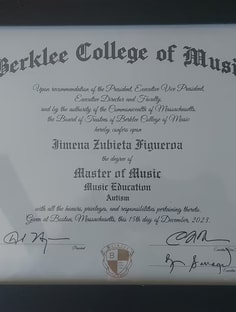 Berklee College of Musi
Upon recommendation of the President, Executive Vice President,
Executive Director and Faculty,
and by the authority of the Commonwealth of Massachusetts,
the Board of Trustees of Berklee College of Music
hereby confers upon
Jimena Zubieta Figueroa
the degree of
Master of Music
Music Education
Autism
with all the honors, privileges, and responsibilities pertaining thereto.
Given at Boston, Massachusetts, this 15th day of December 2023.
President